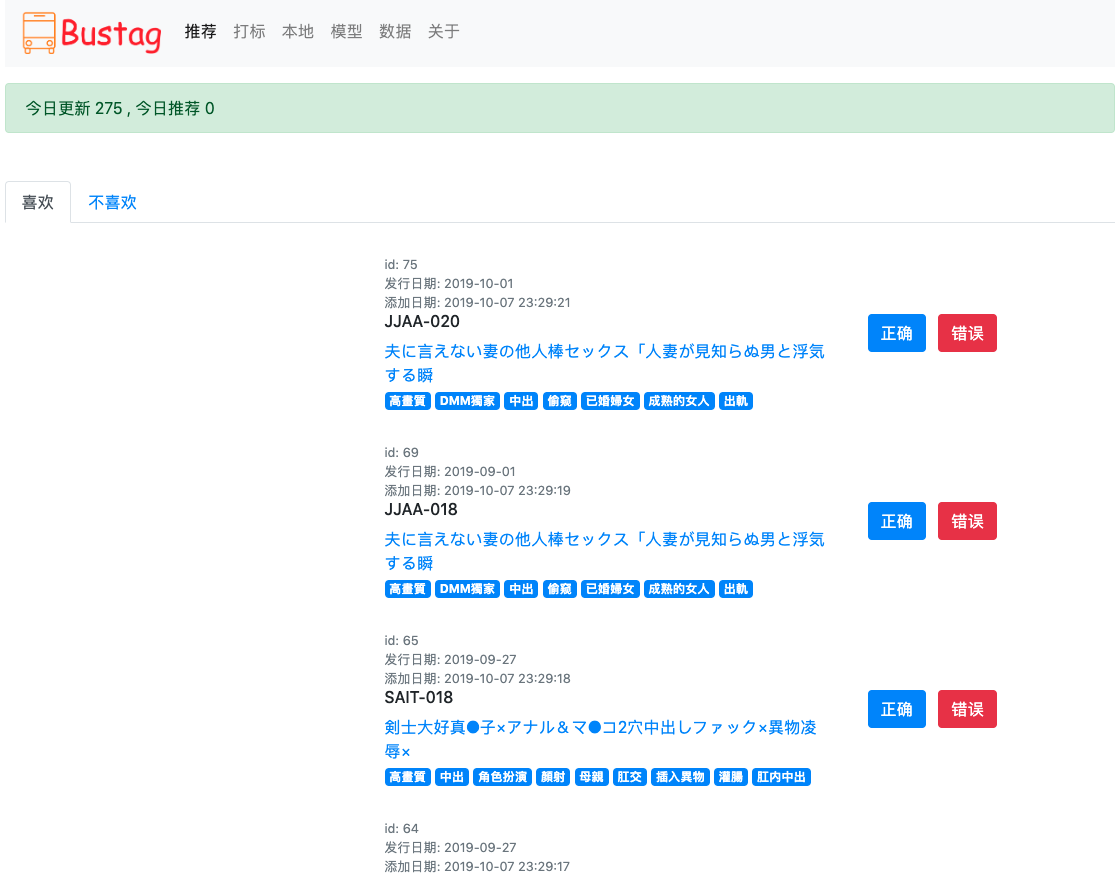 Bustag 推荐 打标 本地 模型 数据 关于
今日更新 275 , 今日推荐 0
喜欢 不喜欢
id: 75
发行日期: 2019-10-01
添加日期: 2019-10-07 23:29:21
JJAA-020
正确 错误
夫に言えない妻の他人棒セックス「人妻が見知らぬ男と浮気
する瞬
高畫質 DMM獨家 中出 偷窺 已婚婦女 成熟的女人 出軌
id: 69
发行日期: 2019-09-01
添加日期: 2019-10-07 23:29:19
JJAA-018
正确 错误
夫に言えない妻の他人棒セックス「人妻が見知らぬ男と浮気
する瞬
高畫質 DMM獨家 中出 偷窺 已婚婦女 成熟的女人 出軌
id: 65
发行日期: 2019-09-27
添加日期: 2019-10-07 23:29:18
SAIT-018
正确 错误
剣士大好真●子×アナル＆マ●コ2穴中出しファック×異物凌
辱×
高畫質 中出 角色扮演 顏射 母親 肛交 插入異物 灌腸 肛内中出
id: 64
发行日期: 2019-09-27
添加日期: 2019-10-07 23:29:17